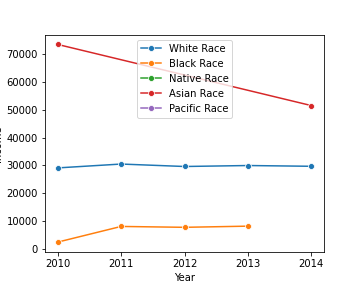 70000
60000
50000
40000
30000
20000
10000
0
White Race
Black Race
Native Race
Asian Race
Pacific Race
2010 2011 2012 2013 2014
Year